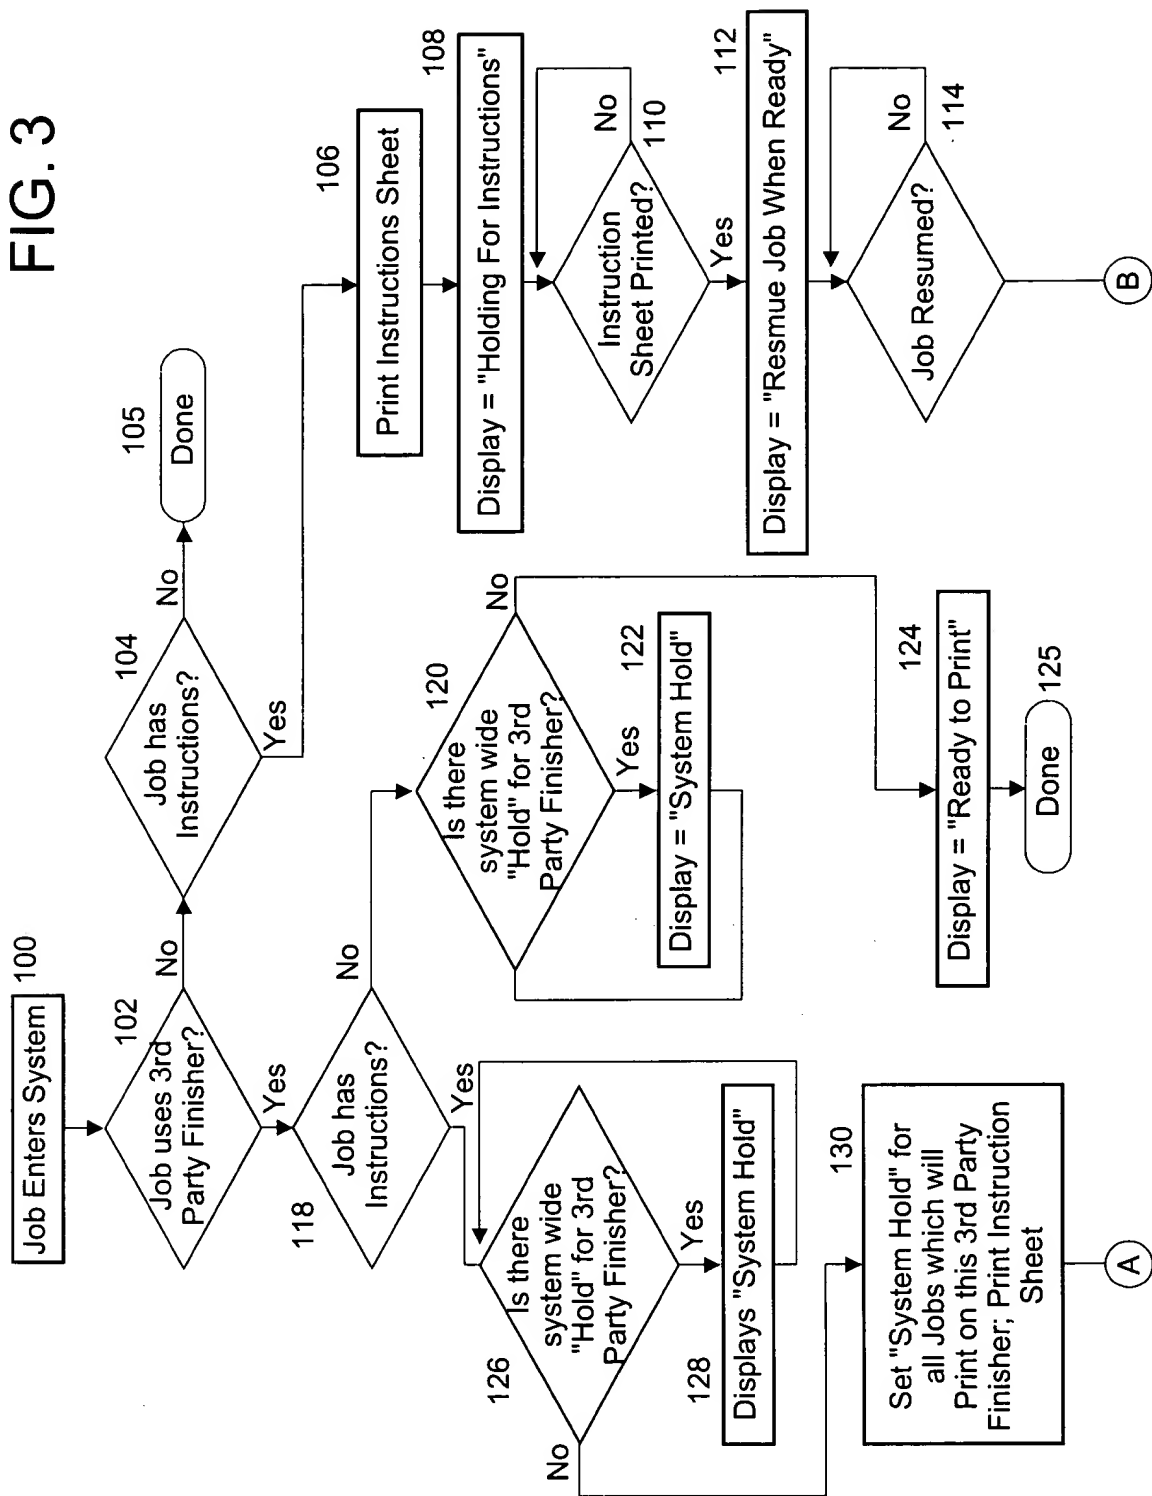 FIG. 3
Job Enters System
100
Job uses 3rd
Party Finisher?
102
No
Yes
Job has
Instructions?
104
No
Yes
Done
105
Print Instructions Sheet
106
Display = "Holding For Instructions"
108
Instruction
Sheet Printed?
110
No
Yes
Display = "Resmue Job When Ready"
112
Job Resumed?
114
No
B
Job has
Instructions?
118
No
Yes
Is there
system wide
"Hold" for 3rd
Party Finisher?
120
No
Yes
Display = "System Hold"
122
Display = "Ready to Print"
124
Done
125
Is there
system wide
"Hold" for 3rd
Party Finisher?
126
No
Yes
Displays "System Hold"
128
Set "System Hold" for
all Jobs which will
Print on this 3rd Party
Finisher; Print Instruction
Sheet
130
A